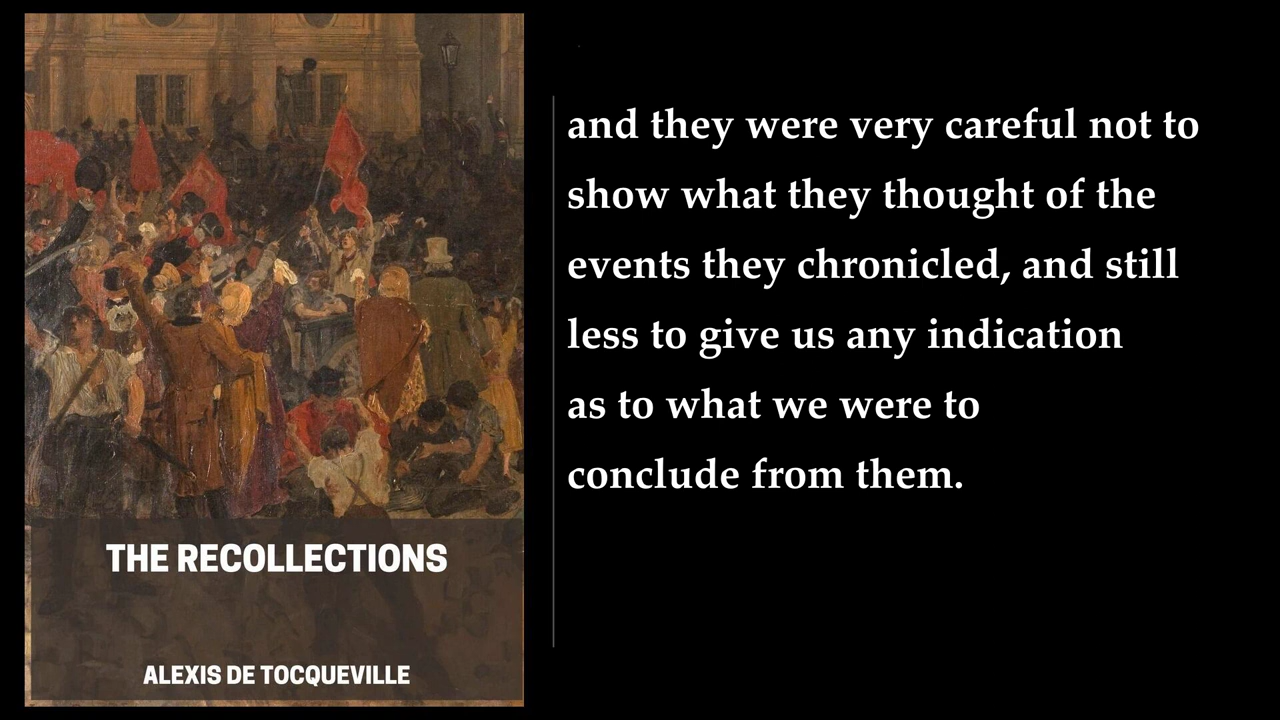 and they were very careful not to
show what they thought of the
events they chronicled, and still
less to give us any indication
as to what we were to
conclude from them.
THE RECOLLECTIONS
ALEXIS DE TOCQUEVILLE